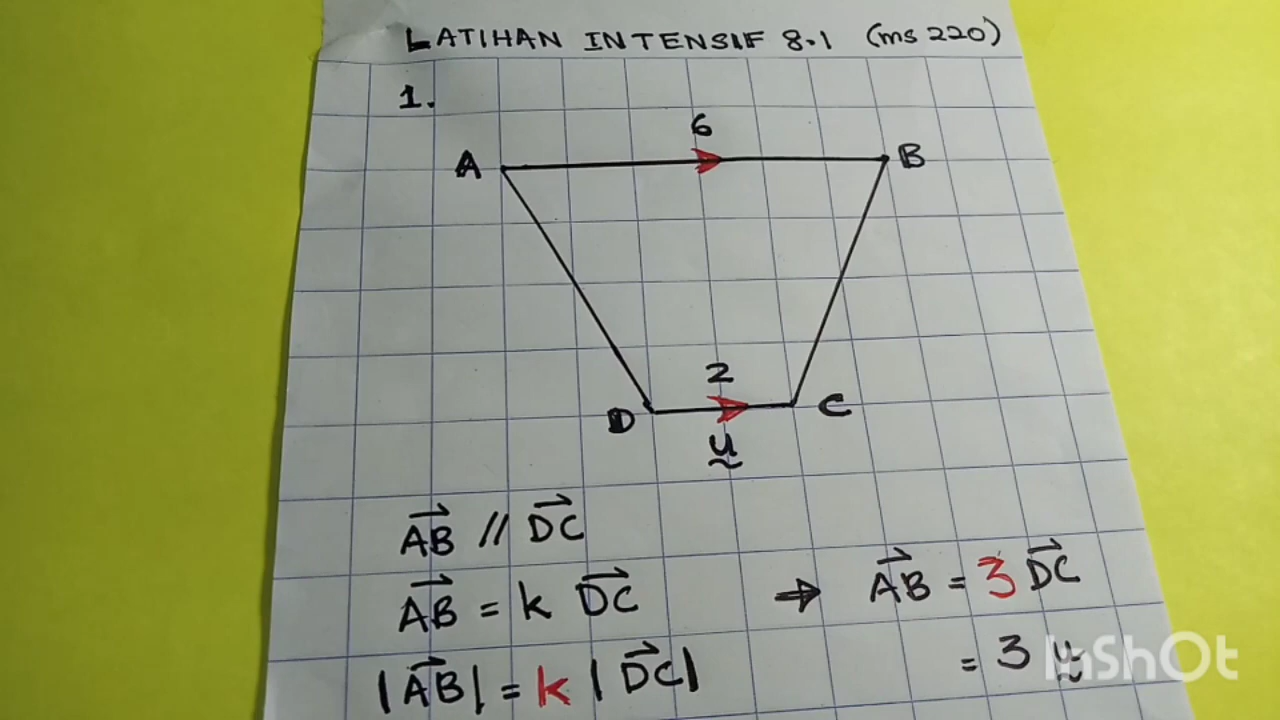 LATIHAN INTENSIF 8.1 (ms 220)
1.
6
A B
2
D C
u
~
AB // DC
AB = k DC → AB = 3 DC
= 3 u
|AB| = k |DC|
InShOt